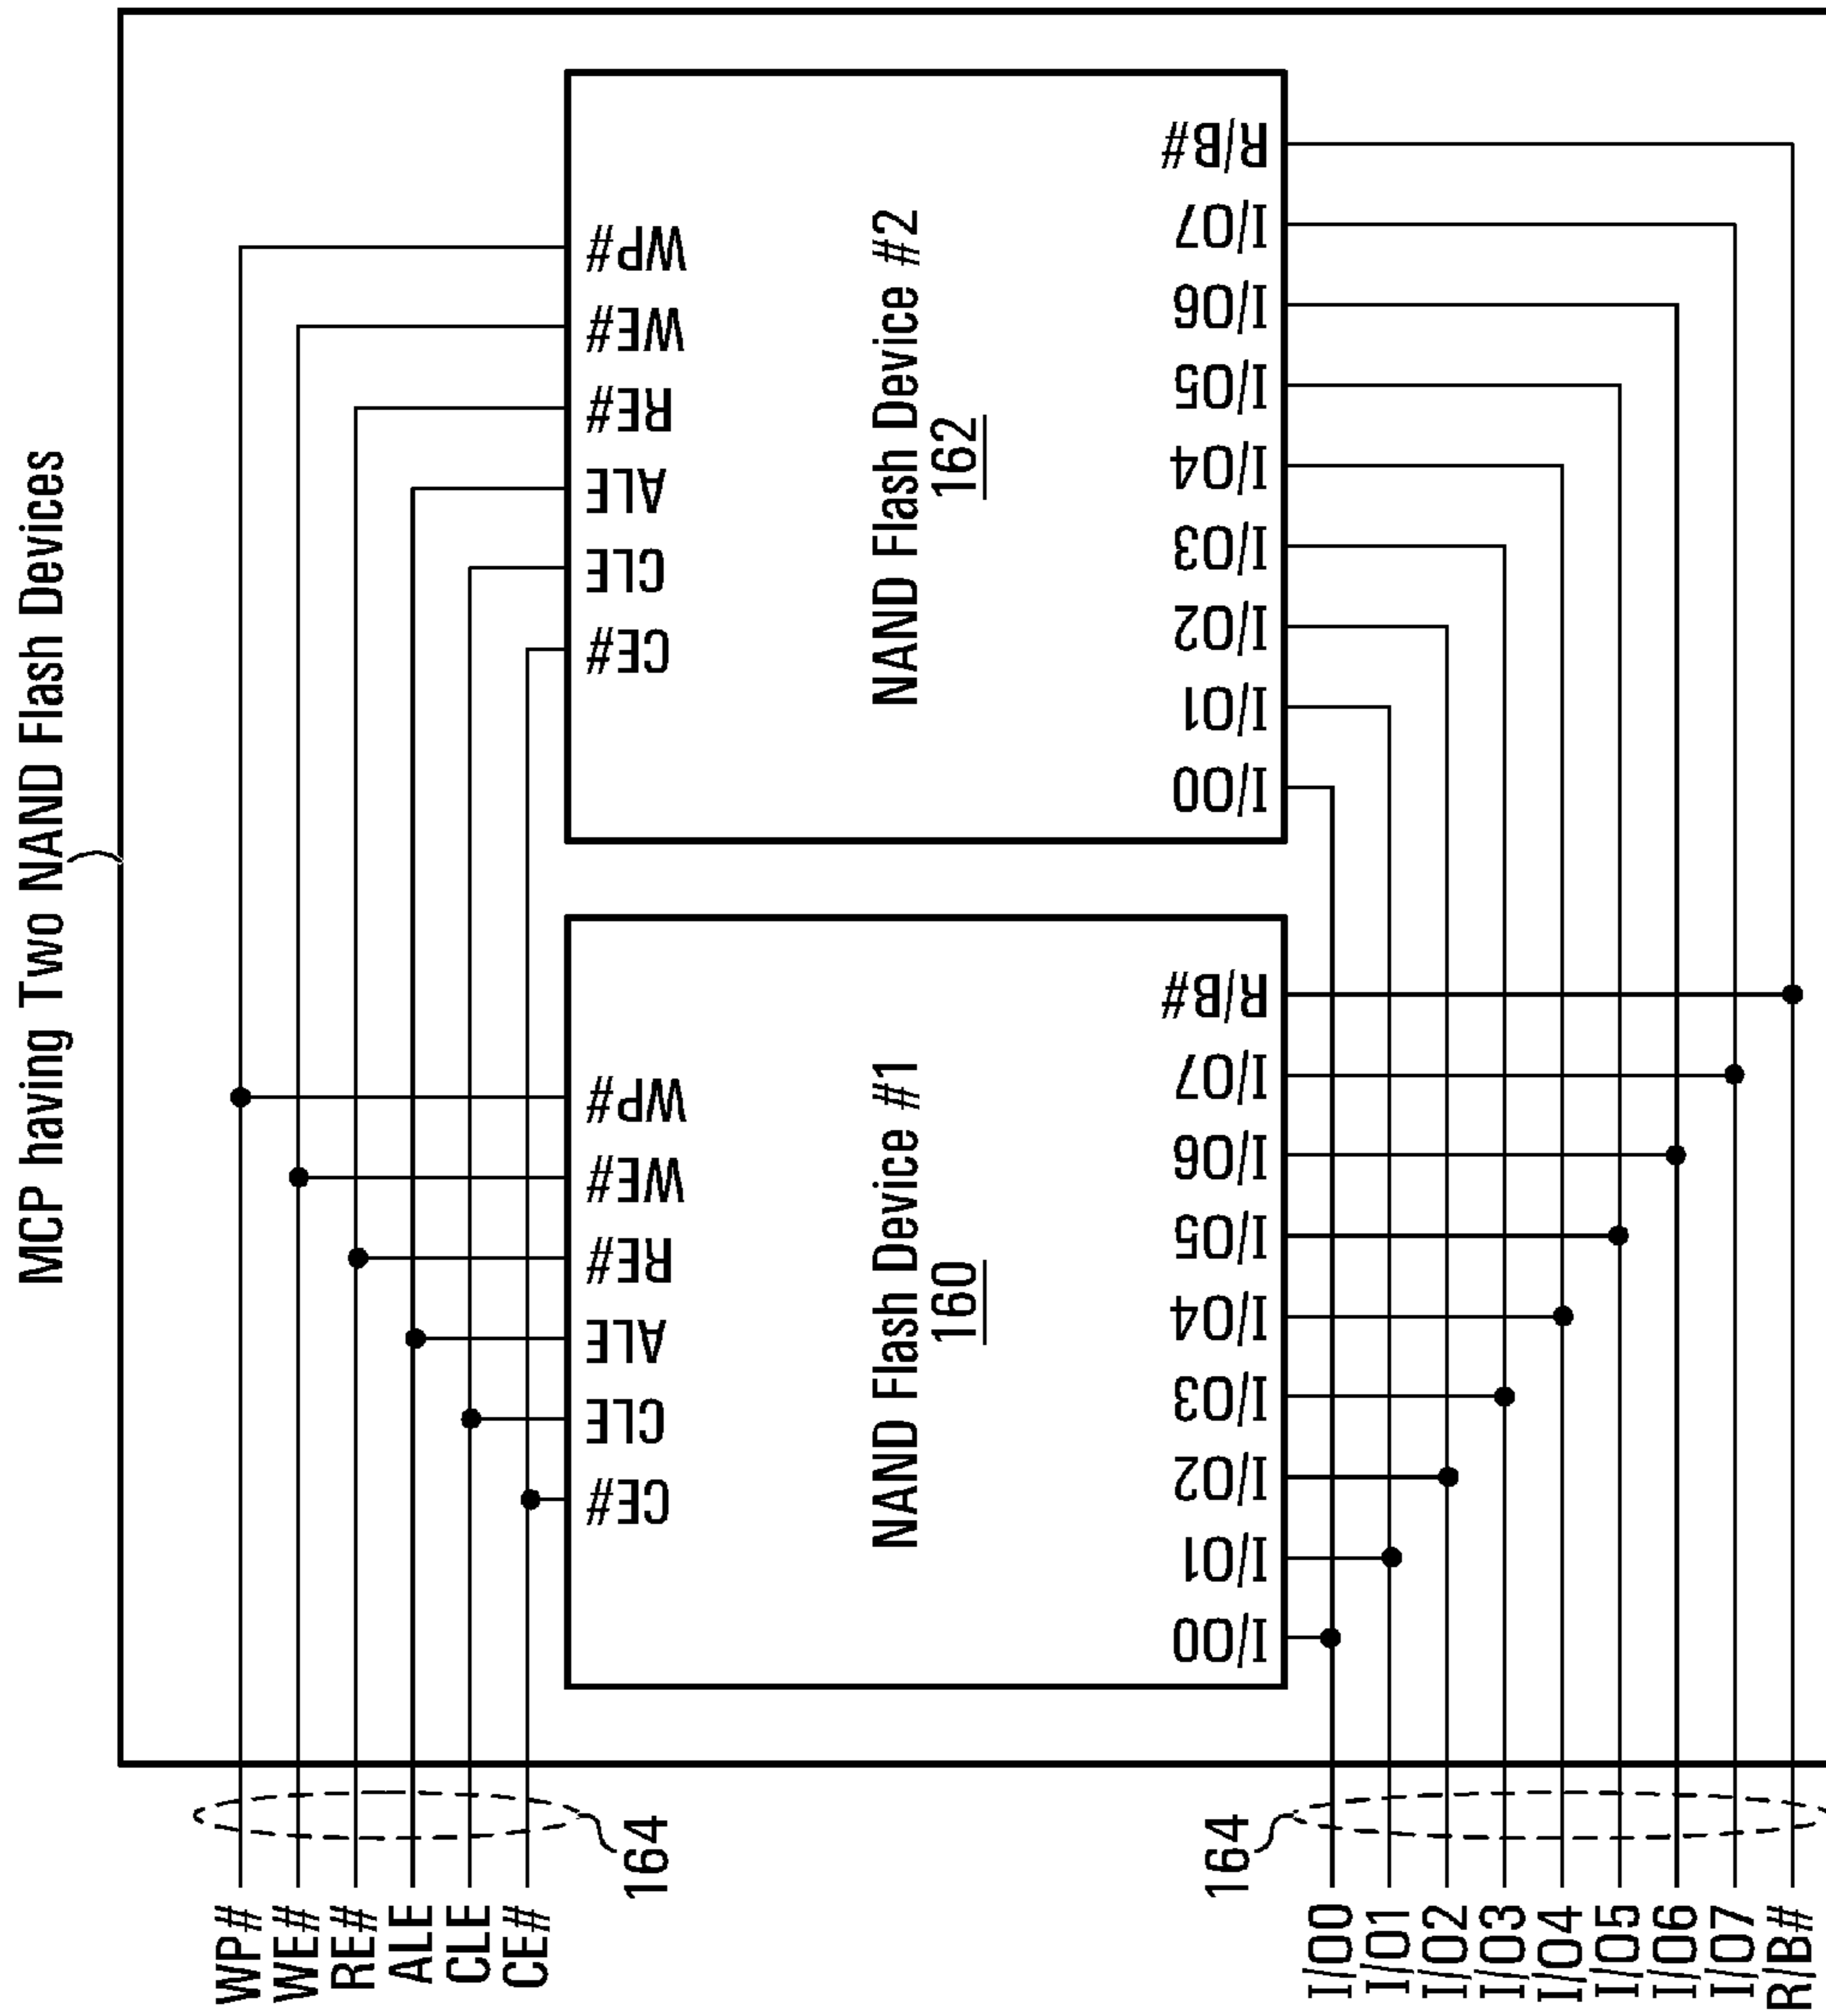 MCP having Two NAND Flash Devices
WP#
WE#
RE#
ALE
CLE
CE#
164
WP#
WE#
RE#
ALE
CLE
CE#
NAND Flash Device #1
160
I/O0
I/O1
I/O2
I/O3
I/O4
I/O5
I/O6
I/O7
R/B#
WP#
WE#
RE#
ALE
CLE
CE#
NAND Flash Device #2
162
I/O0
I/O1
I/O2
I/O3
I/O4
I/O5
I/O6
I/O7
R/B#
164
I/O0
I/O1
I/O2
I/O3
I/O4
I/O5
I/O6
I/O7
R/B#